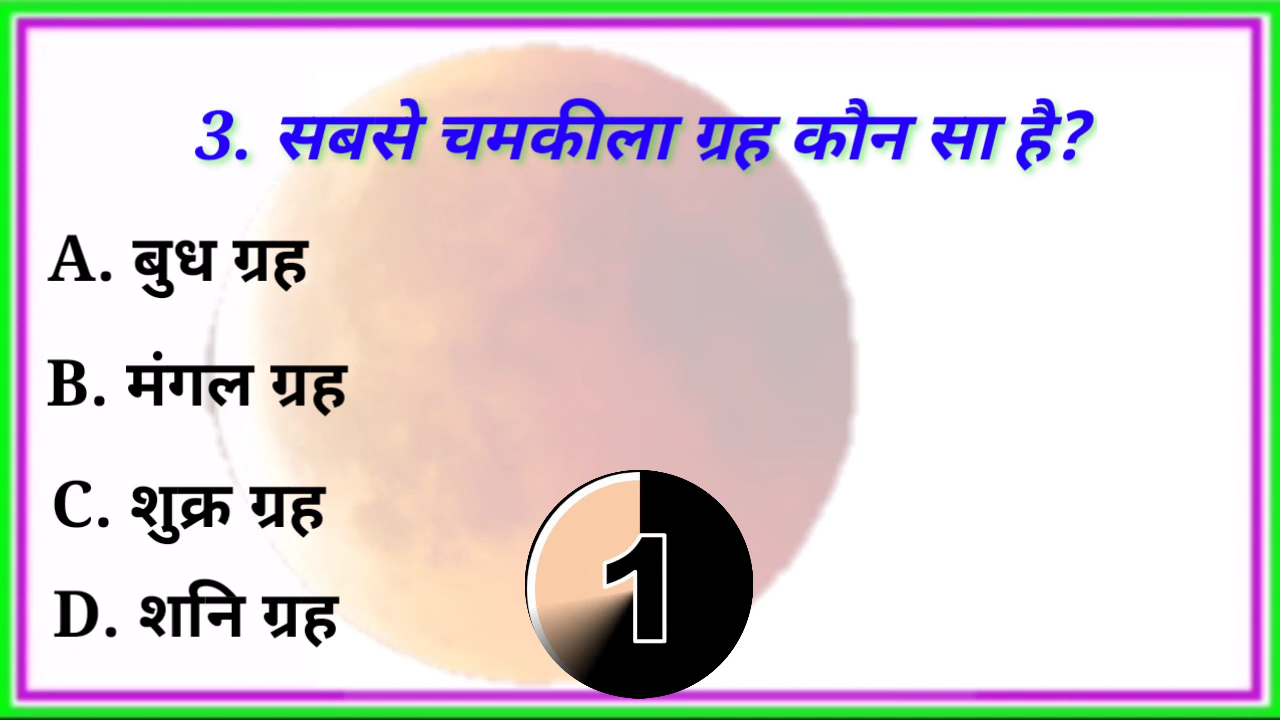 3. सबसे चमकीला ग्रह कौन सा है?
A. बुध ग्रह
B. मंगल ग्रह
C. शुक्र ग्रह
D. शनि ग्रह
1